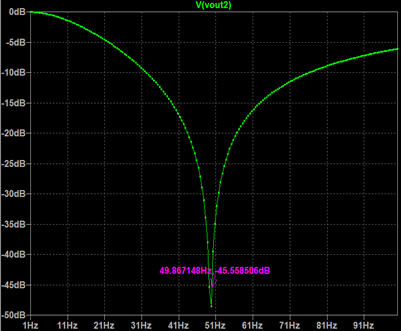 V(vout2)
0dB
-5dB
-10dB
-15dB
-20dB
-25dB
-30dB
-35dB
-40dB
-45dB
-50dB
49.867148Hz,-45.558506dB
1Hz 11Hz 21Hz 31Hz 41Hz 51Hz 61Hz 71Hz 81Hz 91Hz